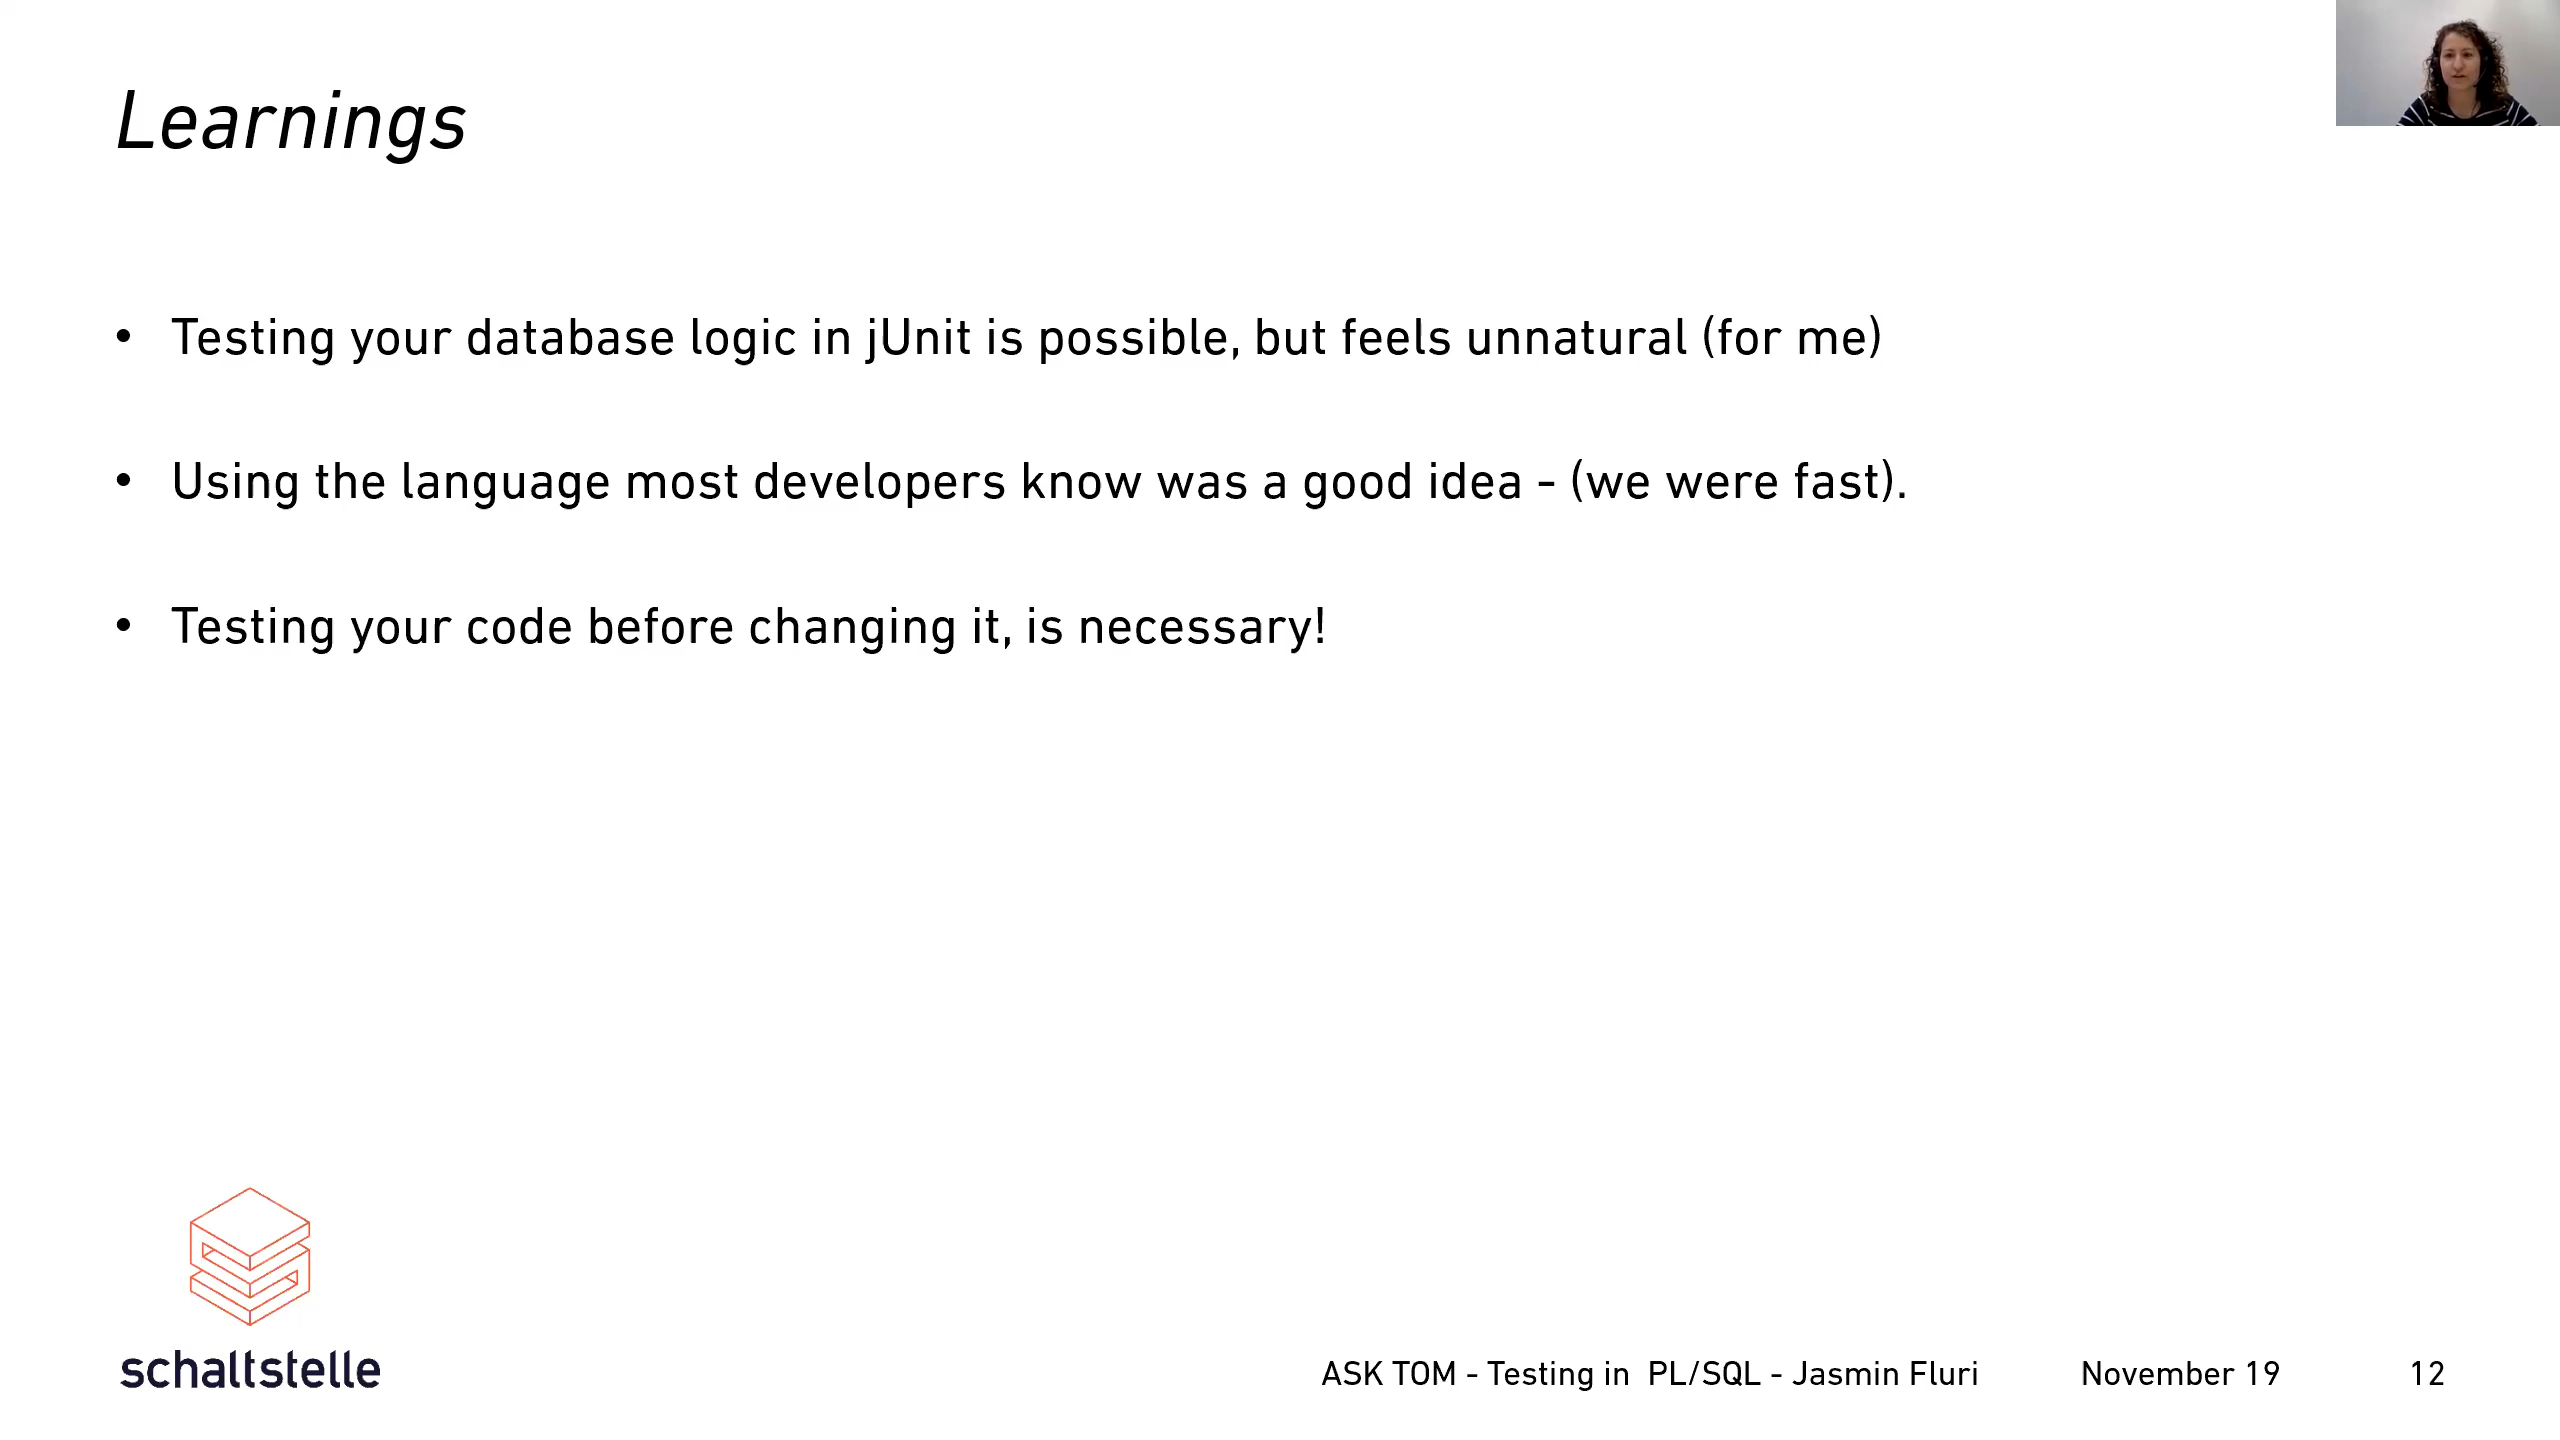 Learnings
• Testing your database logic in jUnit is possible, but feels unnatural (for me)
• Using the language most developers know was a good idea - (we were fast).
• Testing your code before changing it, is necessary!
schaltstelle
ASK TOM - Testing in  PL/SQL - Jasmin Fluri
November 19
12